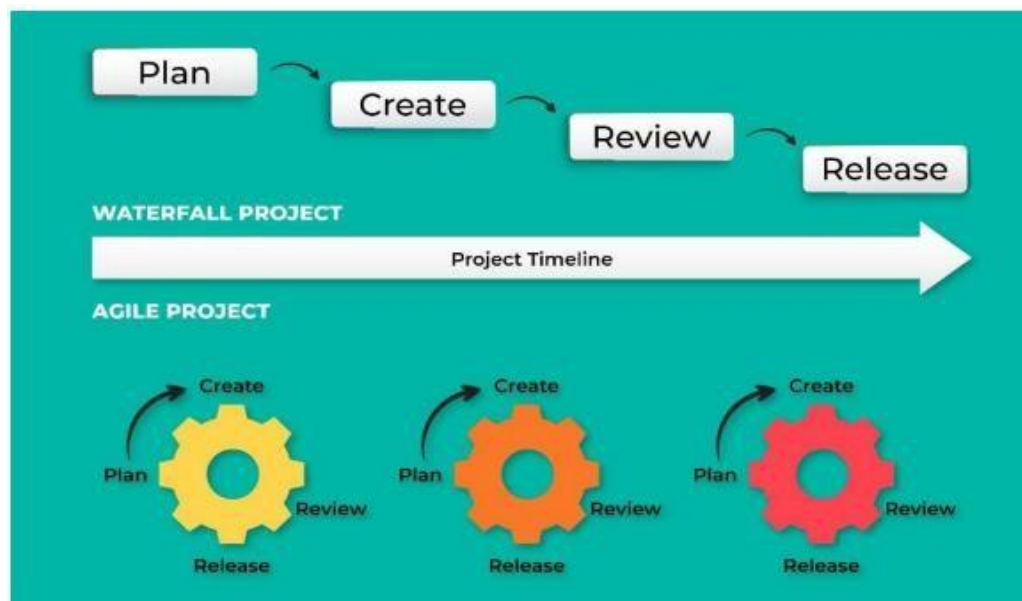 Plan
Create
Review
Release
WATERFALL PROJECT
Project Timeline
AGILE PROJECT
Create
Plan
Review
Release
Create
Plan
Review
Release
Create
Plan
Review
Release